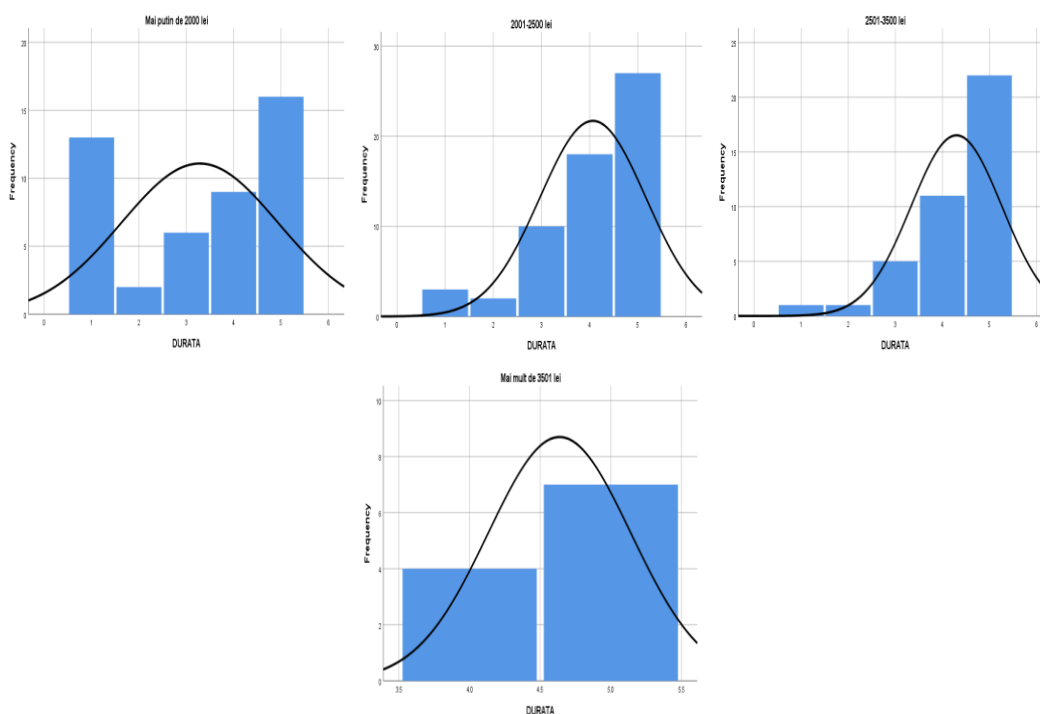 Mai putin de 2000 lei
20
15
10
5
0
Frequency
0 1 2 3 4 5 6
DURATA
2001-2500 lei
30
20
10
0
Frequency
0 1 2 3 4 5 6
DURATA
2501-3500 lei
25
20
15
10
5
0
Frequency
0 1 2 3 4 5 6
DURATA
Mai mult de 3501 lei
10
8
6
4
2
0
Frequency
3.5 4.0 4.5 5.0 5.5
DURATA